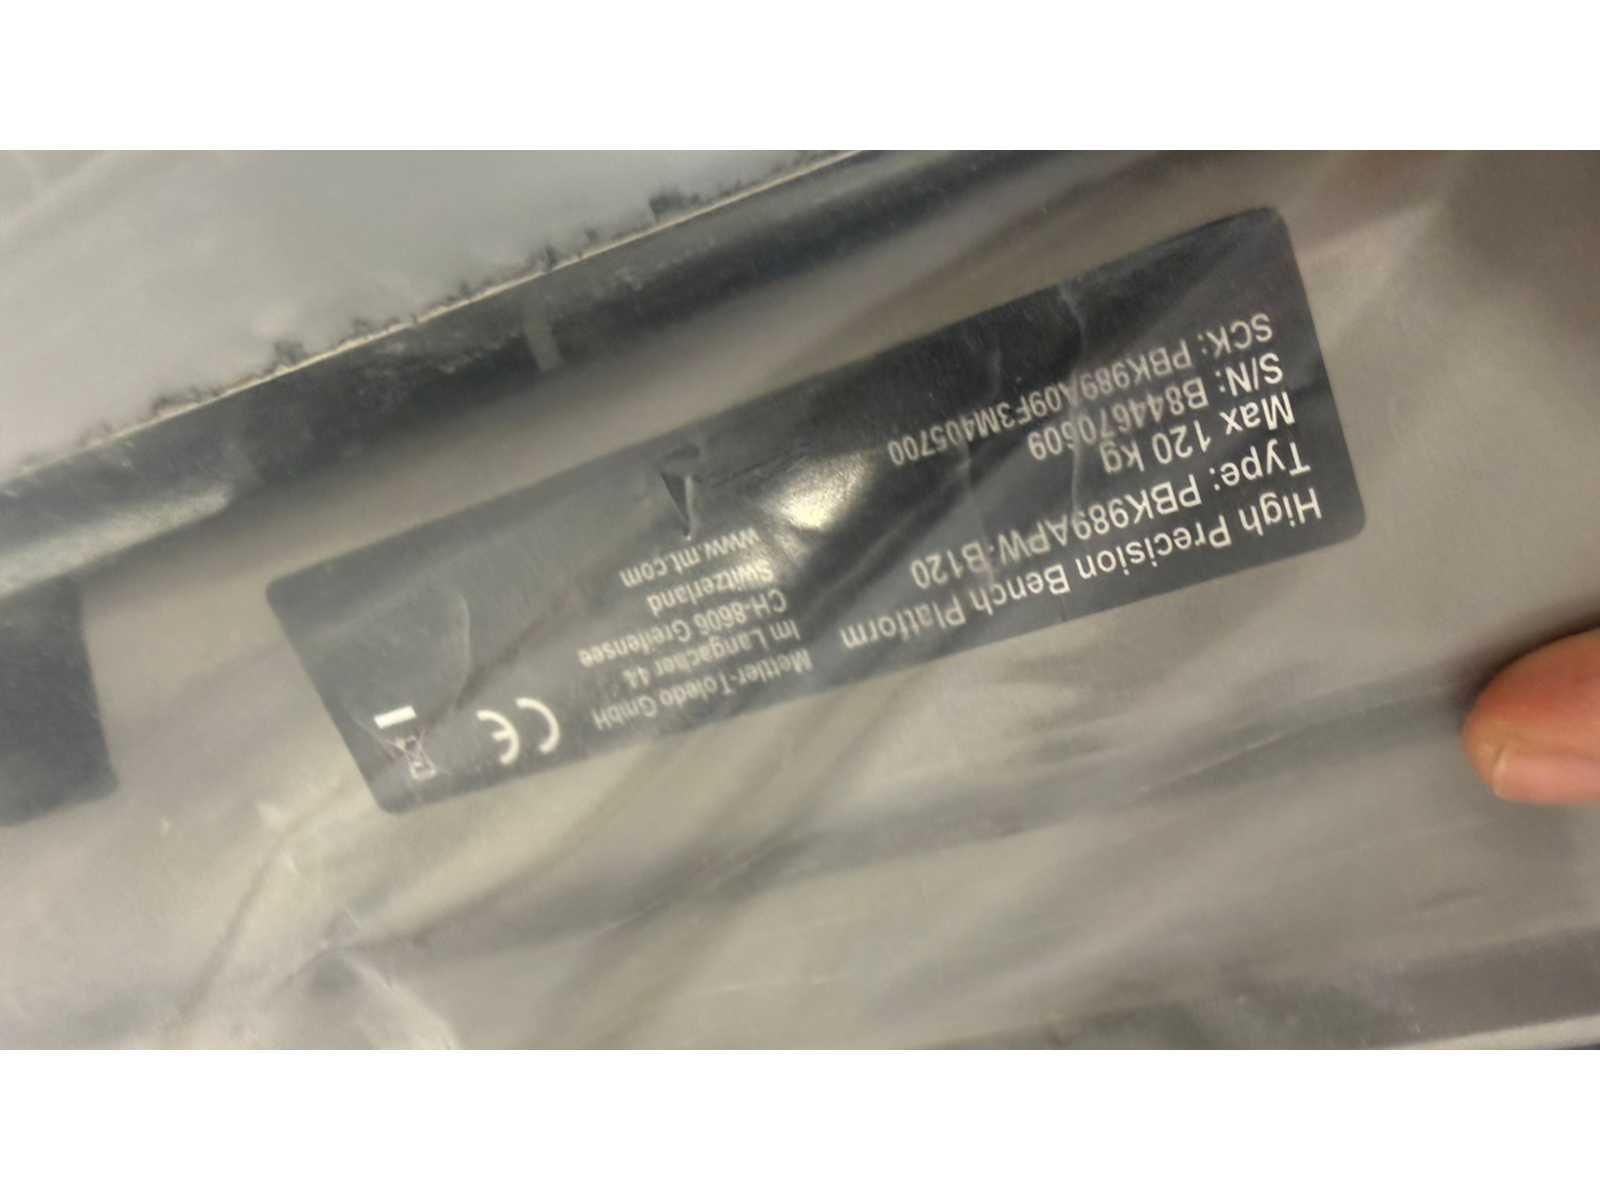 High Precision Bench Platform
Type: PBK989APW-B120
Max 120 kg
S/N: B844670609
SCK: PBK989A09F3M405700
Mettler-Toledo GmbH
Im Langacher 44
CH-8606 Greifensee
Switzerland
www.mt.com
CE